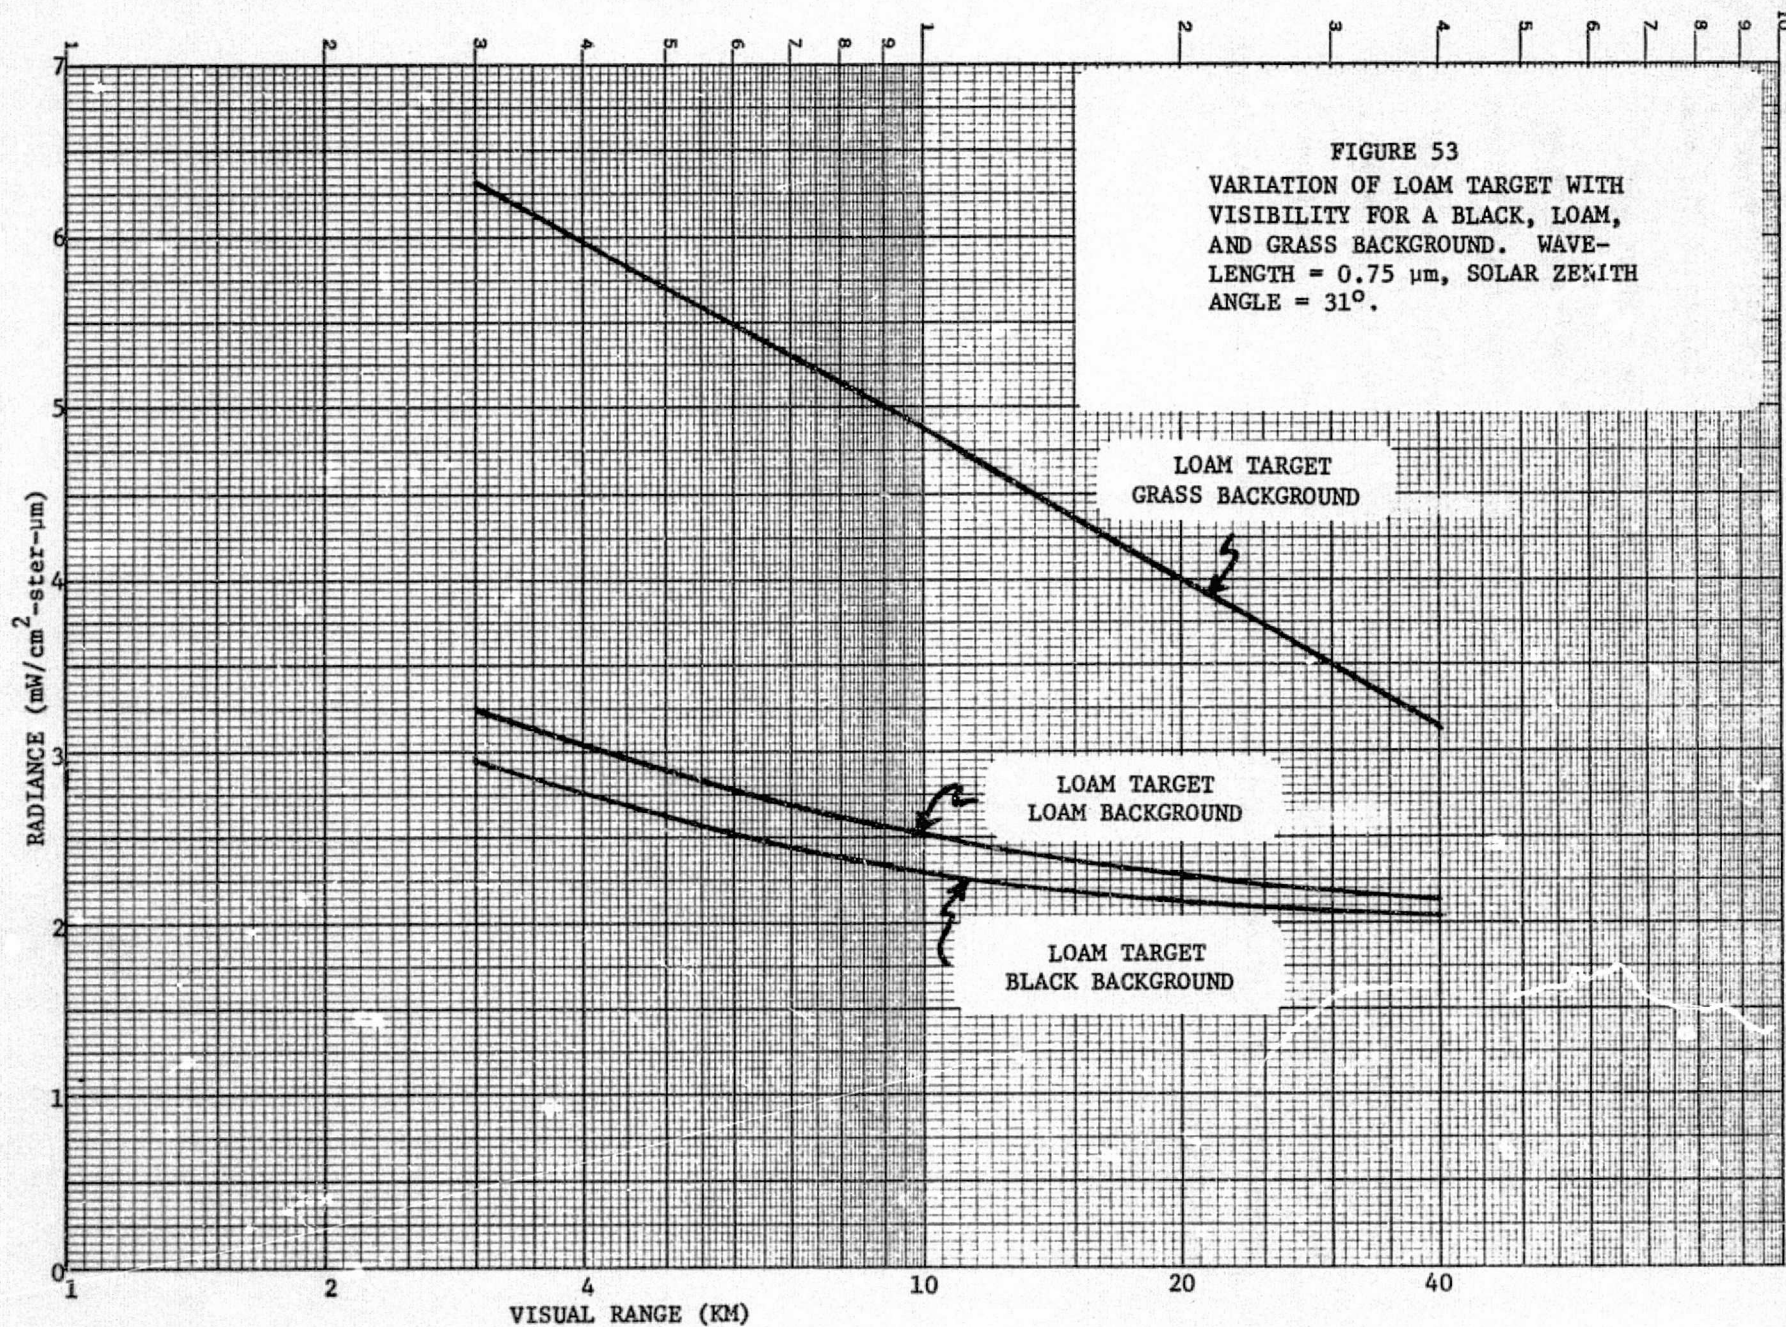 1 2 3 4 5 6 7 8 9 1 2 3 4 5 6 7 8 9 10
7
6
5
4
3
2
1
0
RADIANCE (mW/cm²-ster-μm)
FIGURE 53
VARIATION OF LOAM TARGET WITH
VISIBILITY FOR A BLACK, LOAM,
AND GRASS BACKGROUND. WAVE-
LENGTH = 0.75 μm, SOLAR ZENITH
ANGLE = 31°.
LOAM TARGET
GRASS BACKGROUND
LOAM TARGET
LOAM BACKGROUND
LOAM TARGET
BLACK BACKGROUND
1 2 4 10 20 40
VISUAL RANGE (KM)